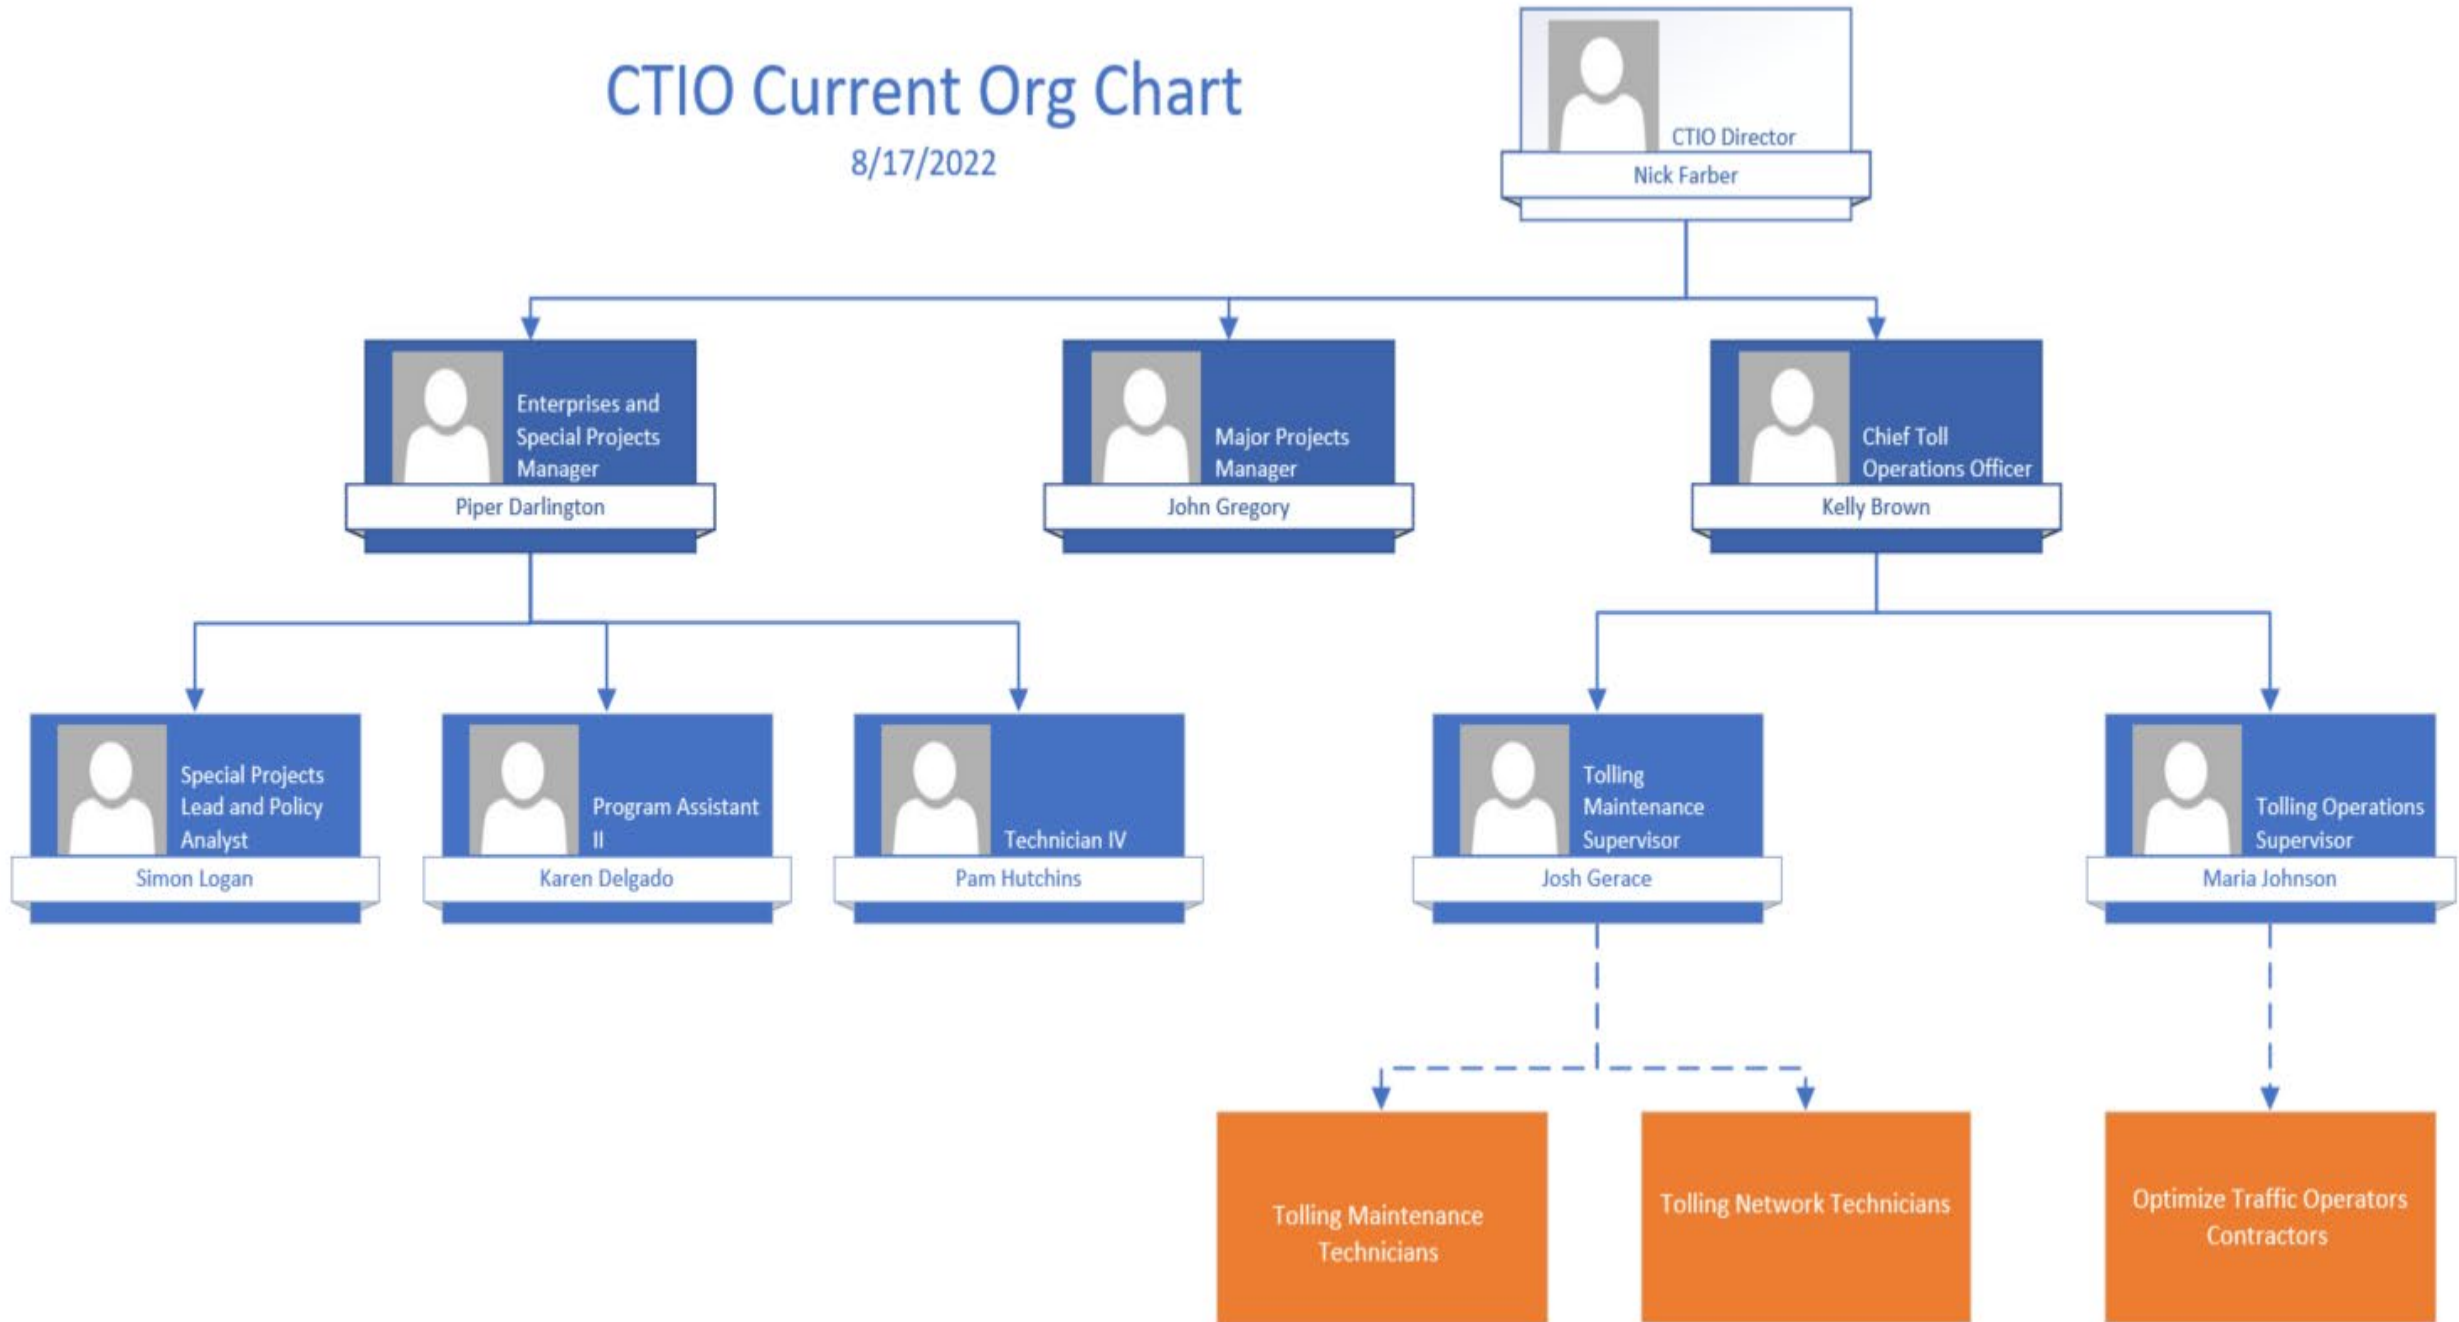 CTIO Current Org Chart
8/17/2022
CTIO Director
Nick Farber
Enterprises and
Special Projects
Manager
Piper Darlington
Major Projects
Manager
John Gregory
Chief Toll
Operations Officer
Kelly Brown
Special Projects
Lead and Policy
Analyst
Simon Logan
Program Assistant
II
Karen Delgado
Technician IV
Pam Hutchins
Tolling
Maintenance
Supervisor
Josh Gerace
Tolling Operations
Supervisor
Maria Johnson
Tolling Maintenance
Technicians
Tolling Network Technicians
Optimize Traffic Operators
Contractors